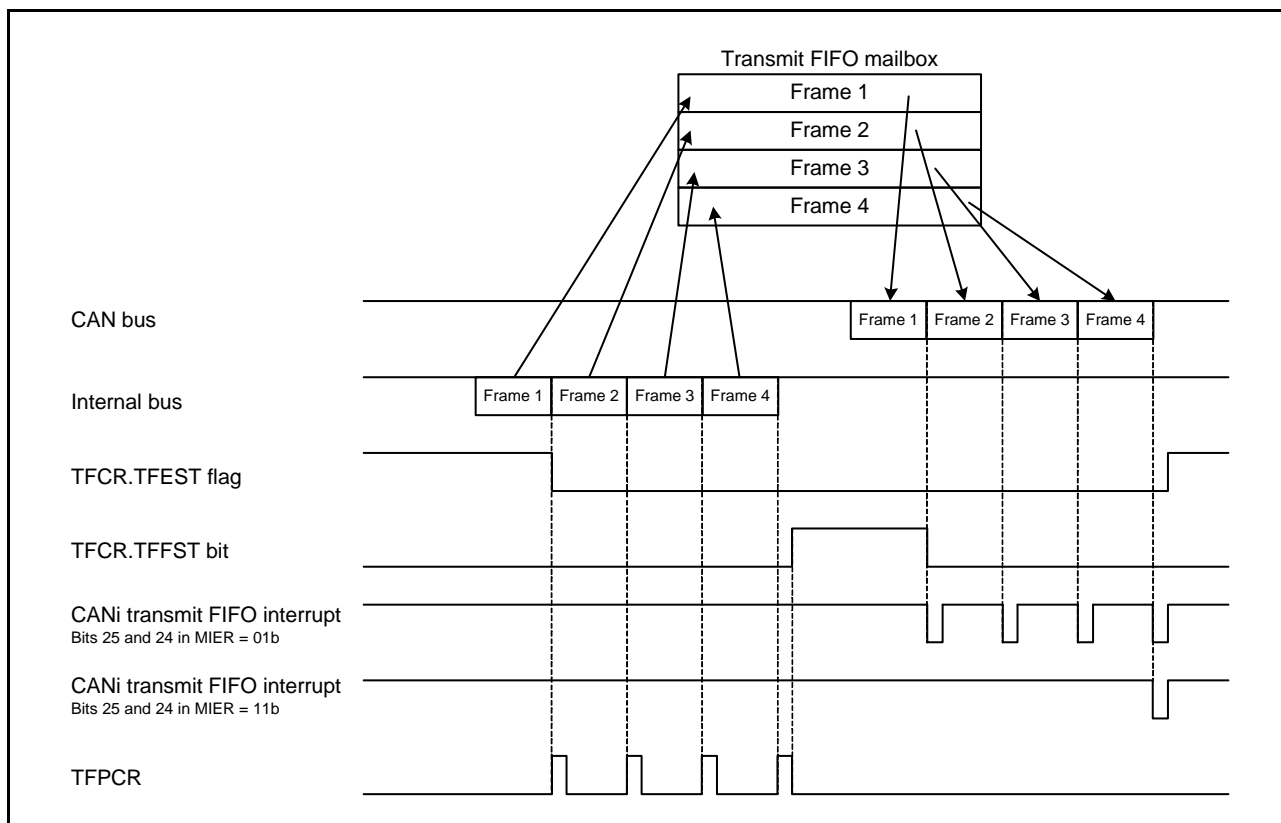 Transmit FIFO mailbox
Frame 1
Frame 2
Frame 3
Frame 4
CAN bus
Frame 1 Frame 2 Frame 3 Frame 4
Internal bus
Frame 1 Frame 2 Frame 3 Frame 4
TFCR.TFEST flag
TFCR.TFFST bit
CANi transmit FIFO interrupt
Bits 25 and 24 in MIER = 01b
CANi transmit FIFO interrupt
Bits 25 and 24 in MIER = 11b
TFPCR